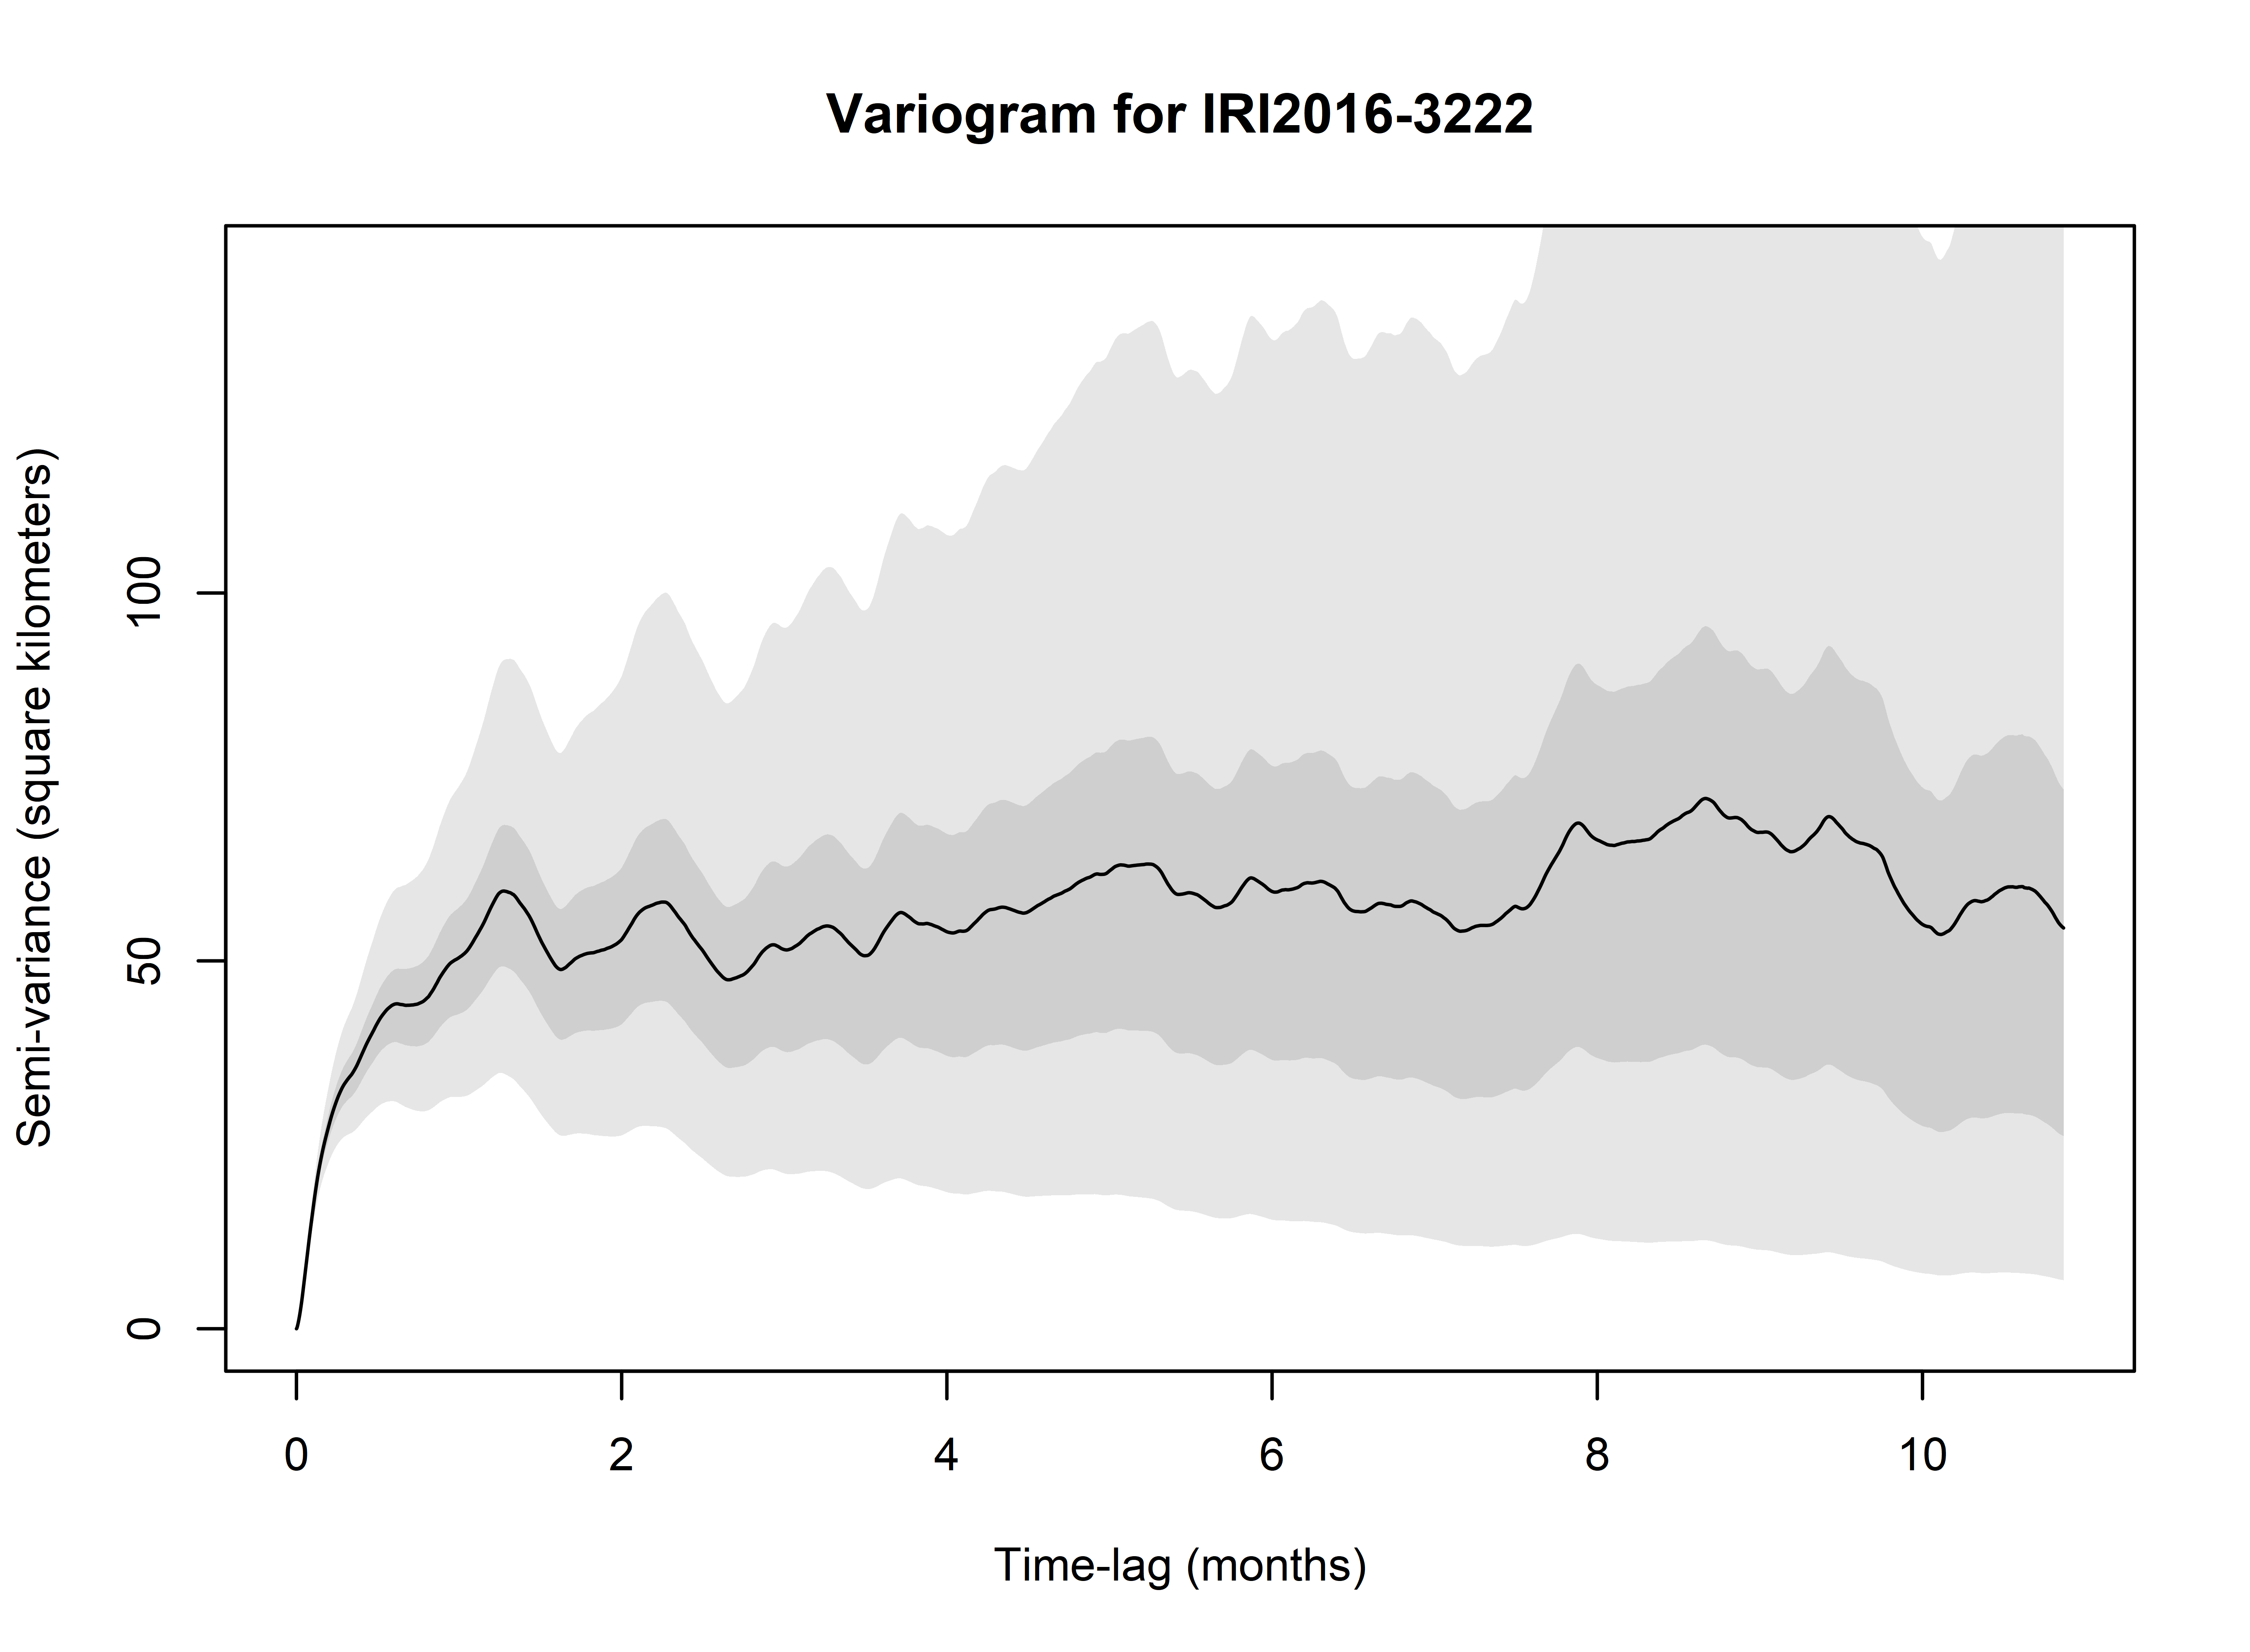 Variogram for IRI2016-3222
Semi-variance (square kilometers)
100
50
0
0 2 4 6 8 10
Time-lag (months)